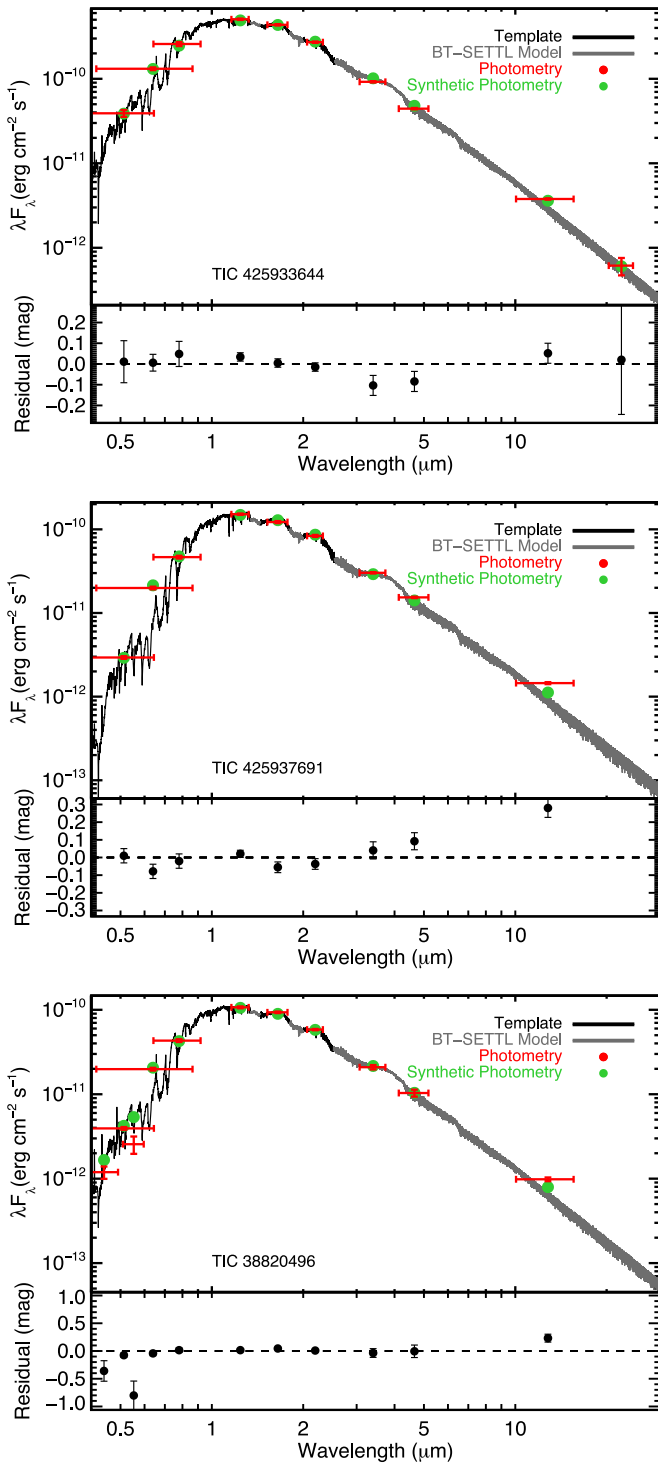 Template
BT-SETTL Model
Photometry
Synthetic Photometry
λFλ(erg cm−2 s−1)
10−10
10−11
10−12
TIC 425933644
Residual (mag)
0.2
0.1
0.0
−0.1
−0.2
0.5 1 2 5 10
Wavelength (μm)
Template
BT-SETTL Model
Photometry
Synthetic Photometry
λFλ(erg cm−2 s−1)
10−10
10−11
10−12
10−13
TIC 425937691
Residual (mag)
0.3
0.2
0.1
0.0
−0.1
−0.2
−0.3
0.5 1 2 5 10
Wavelength (μm)
Template
BT-SETTL Model
Photometry
Synthetic Photometry
λFλ(erg cm−2 s−1)
10−10
10−11
10−12
10−13
TIC 38820496
Residual (mag)
1.0
0.5
0.0
−0.5
−1.0
0.5 1 2 5 10
Wavelength (μm)